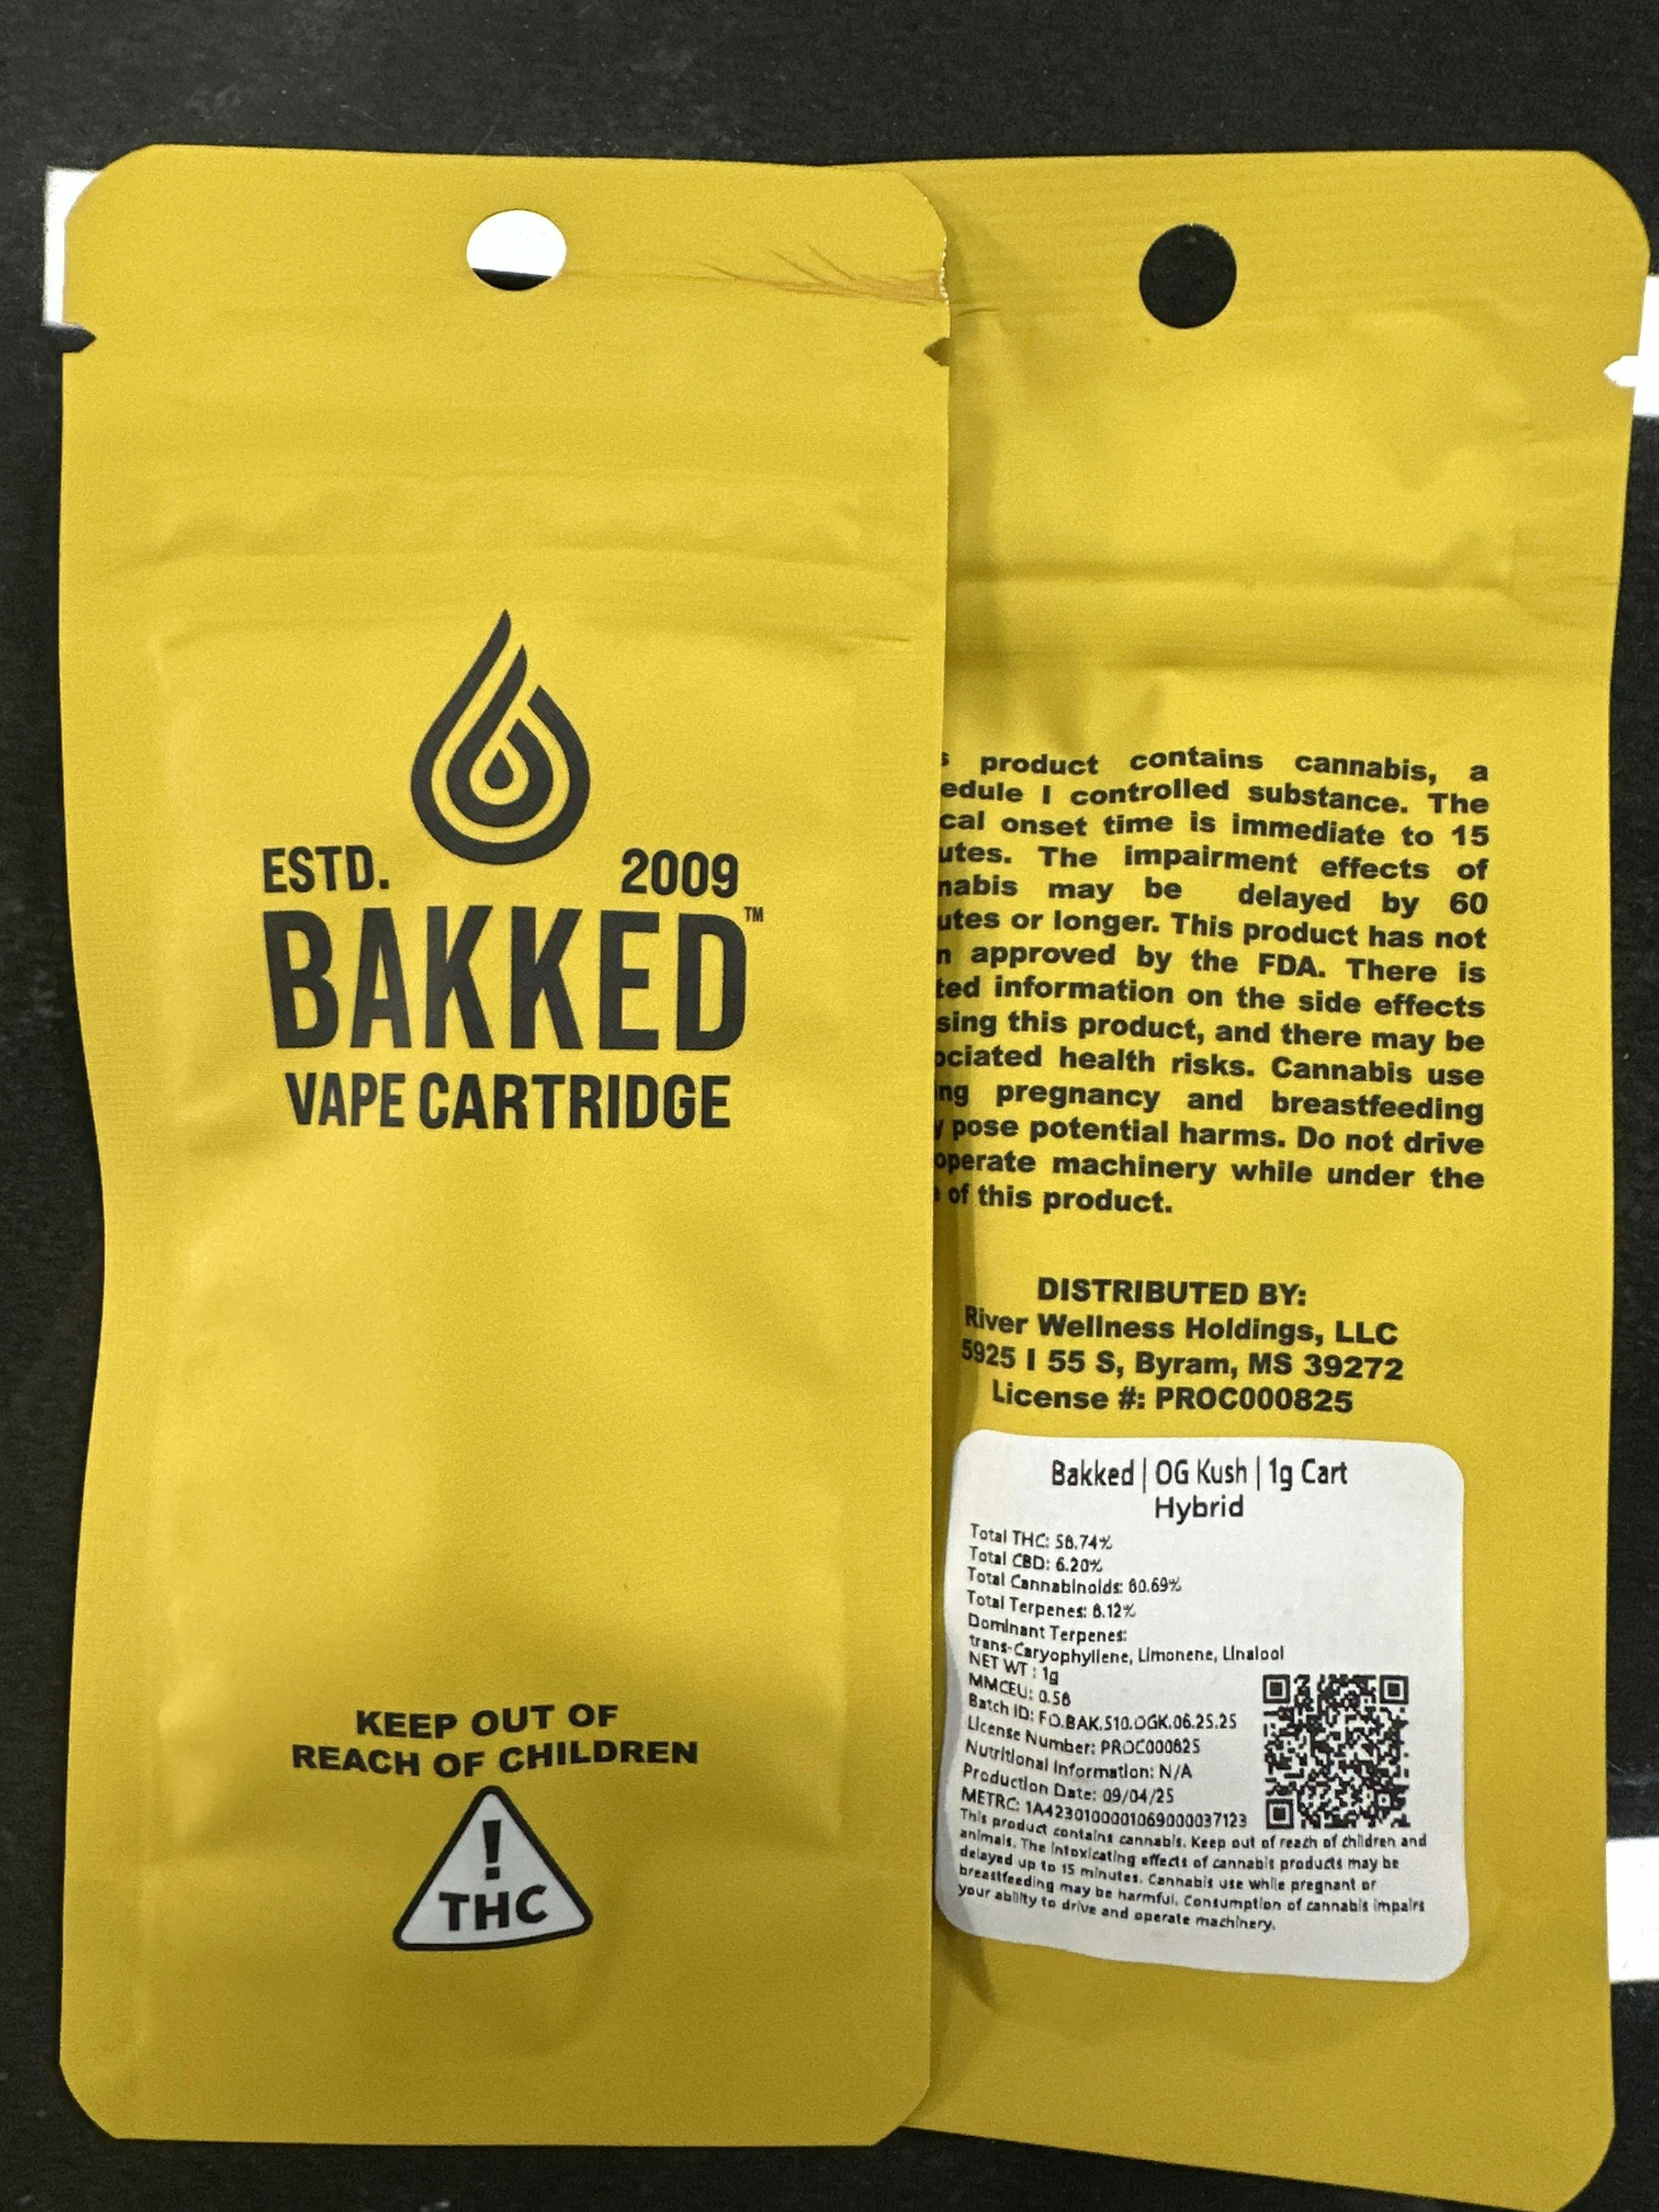 ESTD. 2009
BAKKED™
VAPE CARTRIDGE
KEEP OUT OF
REACH OF CHILDREN
!
THC
product contains cannabis, a
edule I controlled substance. The
cal onset time is immediate to 15
utes. The impairment effects of
nabis may be delayed by 60
utes or longer. This product has not
n approved by the FDA. There is
ted information on the side effects
sing this product, and there may be
ociated health risks. Cannabis use
ng pregnancy and breastfeeding
y pose potential harms. Do not drive
operate machinery while under the
of this product.
DISTRIBUTED BY:
River Wellness Holdings, LLC
5925 I 55 S, Byram, MS 39272
License #: PROC000825
Bakked | OG Kush | 1g Cart
Hybrid
Total THC: 58.74%
Total CBD: 6.20%
Total Cannabinoids:
Total Terpenes:
Dominant Terpenes:
trans-Caryophyllene, Limonene, Linalool
NET WT : 1g
MMCEU: 0.58
Batch ID: FO.BAK.510.OGK.06.25.25
License Number: PROC000825
Nutritional Information: N/A
Production Date: 09/04/25
METRC: 1A4230100001069000037123
This product contains cannabis. Keep out of reach of children and
animals. The intoxicating effects of cannabis products may be
delayed up to 15 minutes. Cannabis use while pregnant or
breastfeeding may be harmful. Consumption of cannabis impairs
your ability to drive and operate machinery.